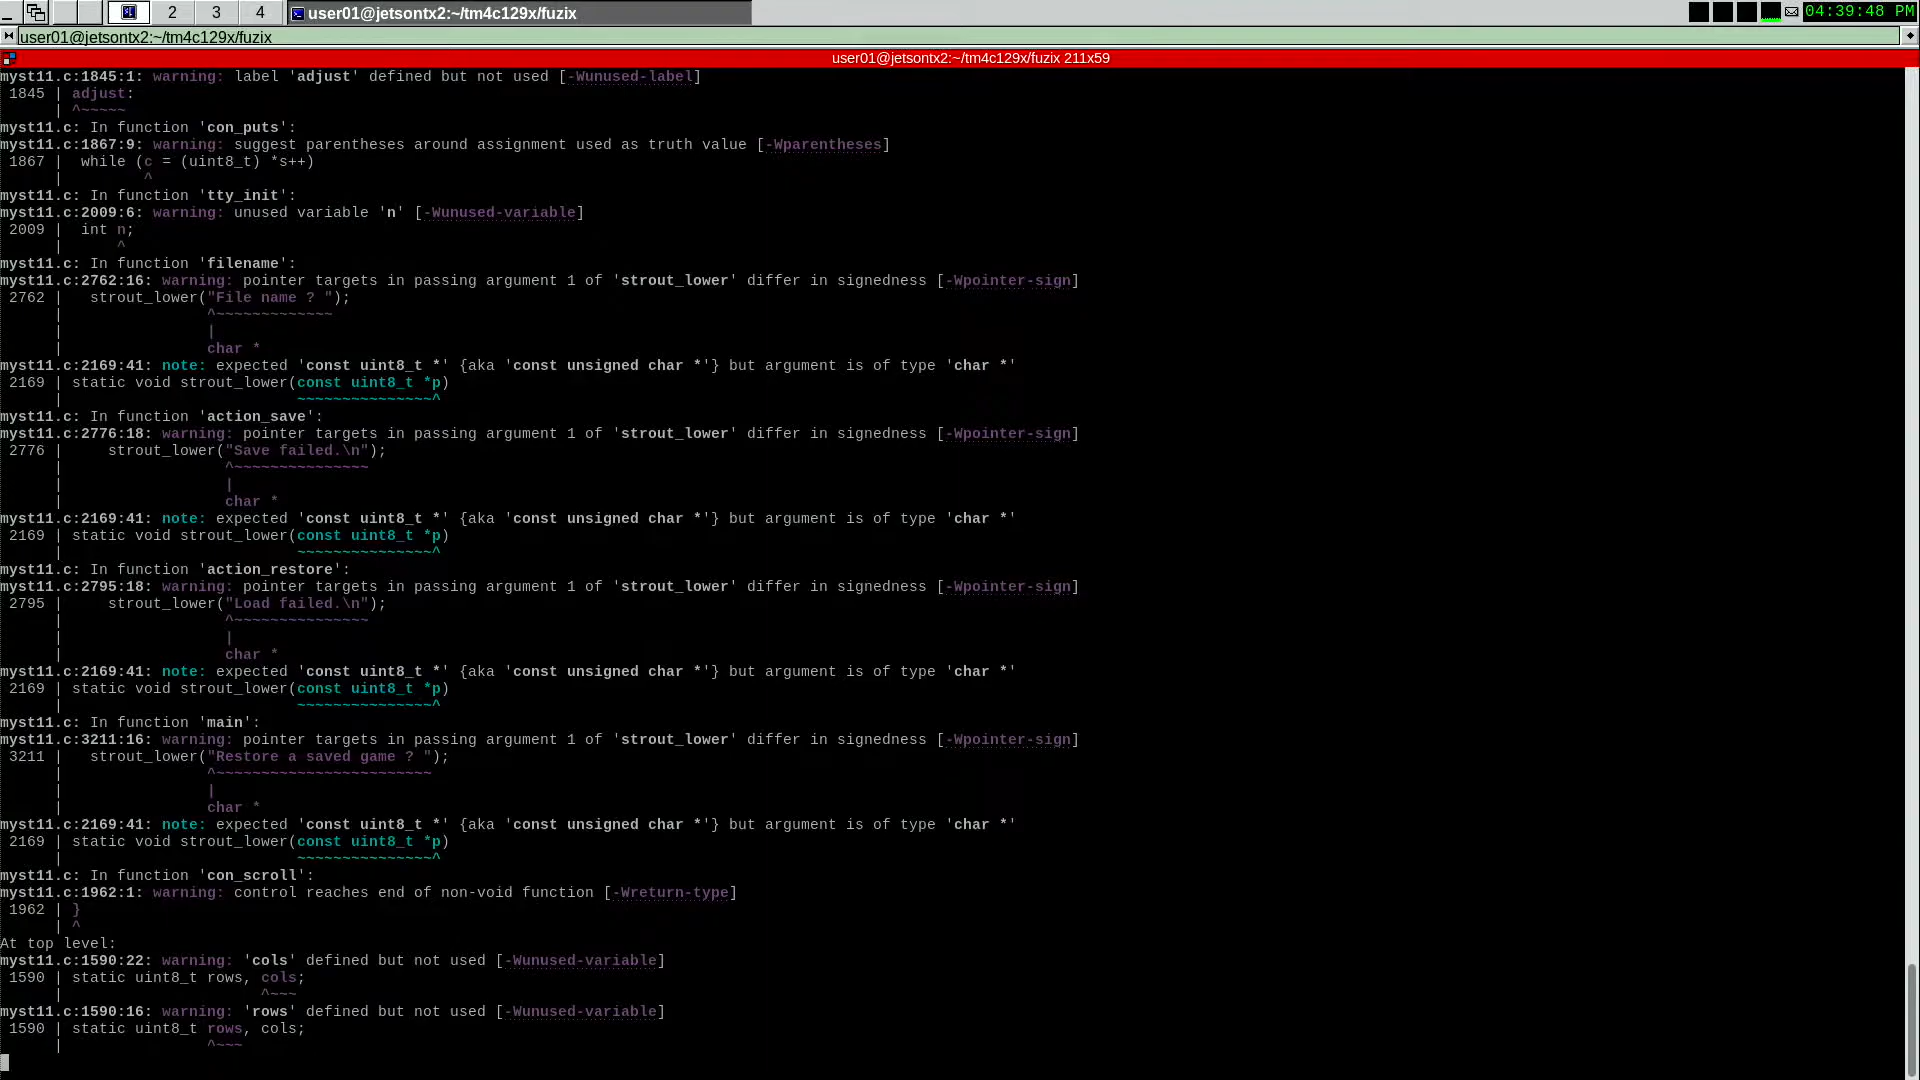 2 3 4 user01@jetsontx2:~/tm4c129x/fuzix 04:39:48 PM
user01@jetsontx2:~/tm4c129x/fuzix
user01@jetsontx2:~/tm4c129x/fuzix 211x59
myst11.c:1845:1: warning: label 'adjust' defined but not used [-Wunused-label]
 1845 | adjust:
      | ^~~~~~
myst11.c: In function 'con_puts':
myst11.c:1867:9: warning: suggest parentheses around assignment used as truth value [-Wparentheses]
 1867 |  while (c = (uint8_t) *s++)
      |         ^
myst11.c: In function 'tty_init':
myst11.c:2009:6: warning: unused variable 'n' [-Wunused-variable]
 2009 |  int n;
      |      ^
myst11.c: In function 'filename':
myst11.c:2762:16: warning: pointer targets in passing argument 1 of 'strout_lower' differ in signedness [-Wpointer-sign]
 2762 |   strout_lower("File name ? ");
      |                ^~~~~~~~~~~~~~
      |                |
      |                char *
myst11.c:2169:41: note: expected 'const uint8_t *' {aka 'const unsigned char *'} but argument is of type 'char *'
 2169 | static void strout_lower(const uint8_t *p)
      |                          ~~~~~~~~~~~~~~~^
myst11.c: In function 'action_save':
myst11.c:2776:18: warning: pointer targets in passing argument 1 of 'strout_lower' differ in signedness [-Wpointer-sign]
 2776 |     strout_lower("Save failed.\n");
      |                  ^~~~~~~~~~~~~~~~
      |                  |
      |                  char *
myst11.c:2169:41: note: expected 'const uint8_t *' {aka 'const unsigned char *'} but argument is of type 'char *'
 2169 | static void strout_lower(const uint8_t *p)
      |                          ~~~~~~~~~~~~~~~^
myst11.c: In function 'action_restore':
myst11.c:2795:18: warning: pointer targets in passing argument 1 of 'strout_lower' differ in signedness [-Wpointer-sign]
 2795 |     strout_lower("Load failed.\n");
      |                  ^~~~~~~~~~~~~~~~
      |                  |
      |                  char *
myst11.c:2169:41: note: expected 'const uint8_t *' {aka 'const unsigned char *'} but argument is of type 'char *'
 2169 | static void strout_lower(const uint8_t *p)
      |                          ~~~~~~~~~~~~~~~^
myst11.c: In function 'main':
myst11.c:3211:16: warning: pointer targets in passing argument 1 of 'strout_lower' differ in signedness [-Wpointer-sign]
 3211 |   strout_lower("Restore a saved game ? ");
      |                ^~~~~~~~~~~~~~~~~~~~~~~~~
      |                |
      |                char *
myst11.c:2169:41: note: expected 'const uint8_t *' {aka 'const unsigned char *'} but argument is of type 'char *'
 2169 | static void strout_lower(const uint8_t *p)
      |                          ~~~~~~~~~~~~~~~^
myst11.c: In function 'con_scroll':
myst11.c:1962:1: warning: control reaches end of non-void function [-Wreturn-type]
 1962 | }
      | ^
At top level:
myst11.c:1590:22: warning: 'cols' defined but not used [-Wunused-variable]
 1590 | static uint8_t rows, cols;
      |                      ^~~~
myst11.c:1590:16: warning: 'rows' defined but not used [-Wunused-variable]
 1590 | static uint8_t rows, cols;
      |                ^~~~